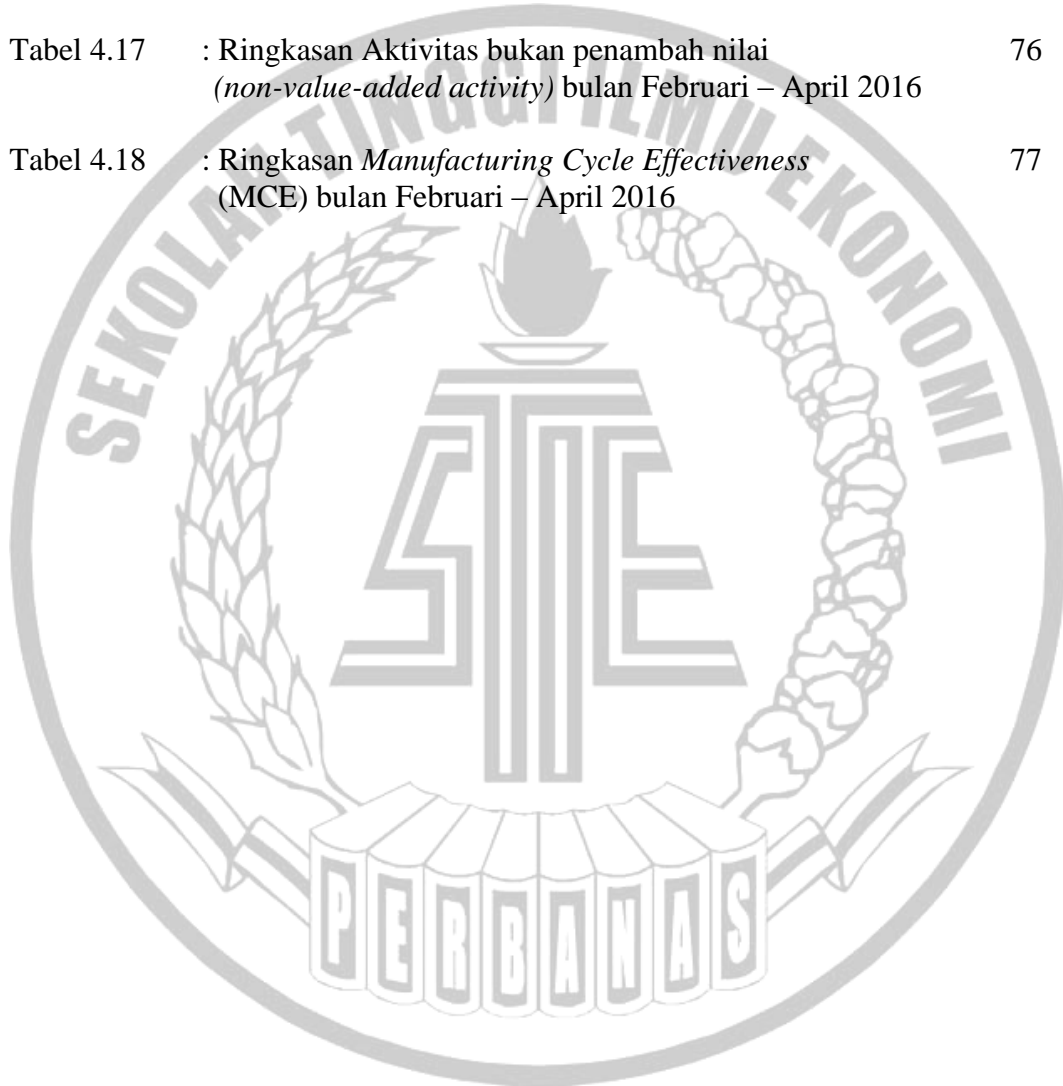 Tabel 4.17 : Ringkasan Aktivitas bukan penambah nilai 76
(non-value-added activity) bulan Februari – April 2016
Tabel 4.18 : Ringkasan Manufacturing Cycle Effectiveness 77
(MCE) bulan Februari – April 2016
SEKOLAH TINGGI ILMU EKONOMI
STIE
PERBANAS